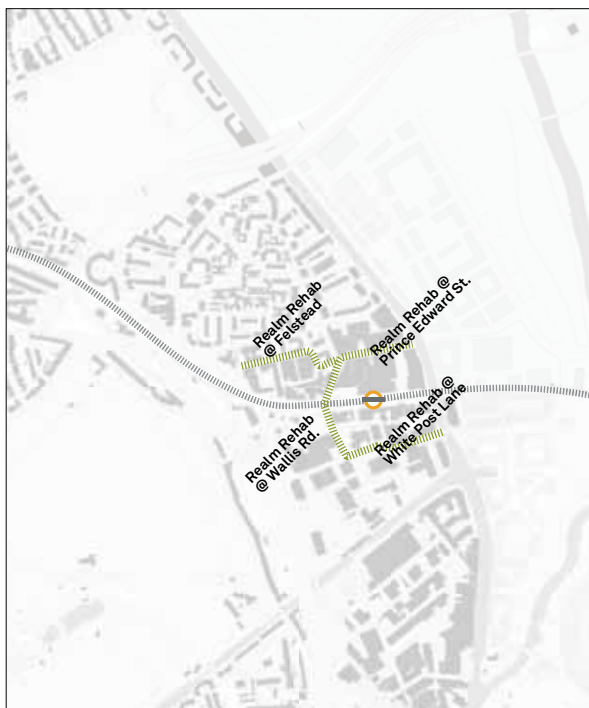 Realm Rehab
@ Felstead
Realm Rehab @
Prince Edward St.
Realm Rehab
@ Wallis Rd.
Realm Rehab @
White Post Lane